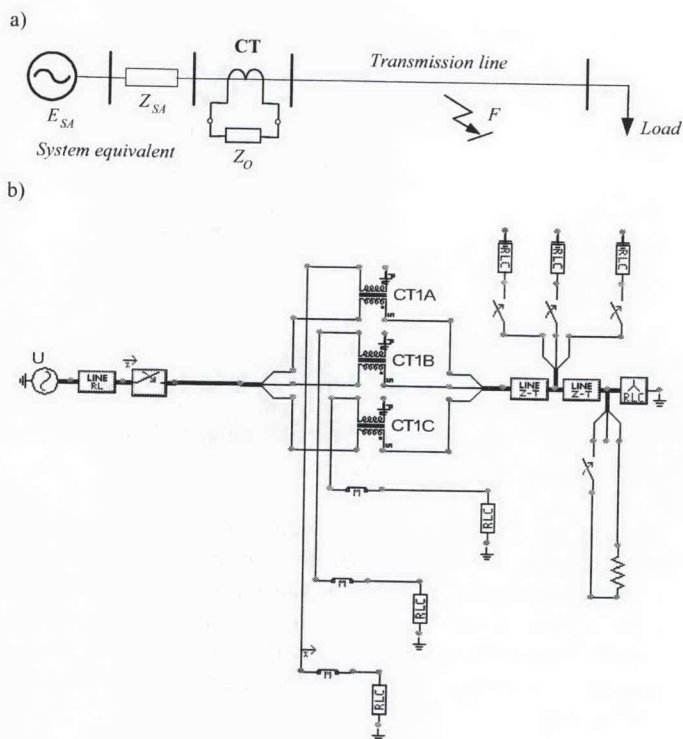 a)
CT
Transmission line
E_SA
Z_SA
F
Load
System equivalent
Z_O
b)
RLC
RLC
RLC
CT1A
U
CT1B
LINE RL
LINE Z-T
LINE Z-T
RLC
CT1C
M
RLC
M
RLC
M
RLC